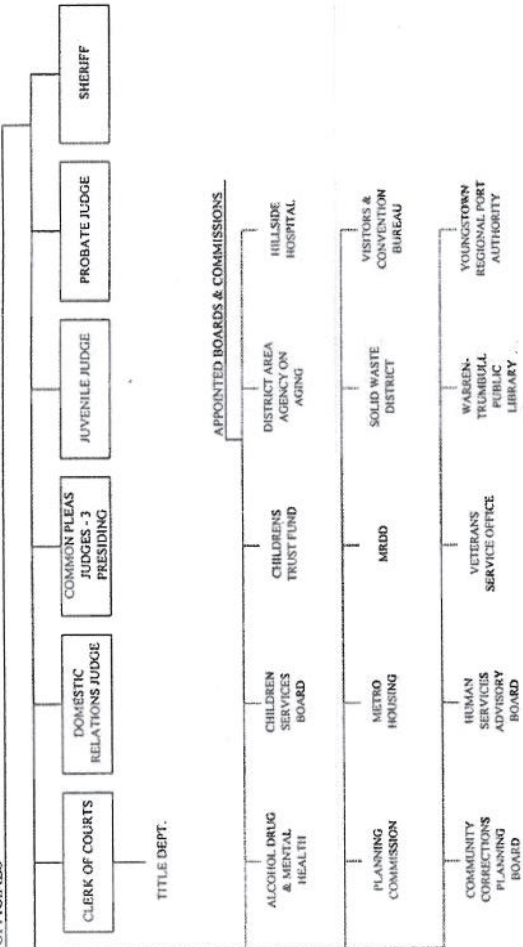 CLERK OF COURTS
DOMESTIC
RELATIONS JUDGE
COMMON PLEAS
JUDGES - 3
PRESIDING
JUVENILE JUDGE
PROBATE JUDGE
SHERIFF
TITLE DEPT.
APPOINTED BOARDS & COMMISSIONS
ALCOHOL DRUG
& MENTAL
HEALTH
CHILDREN
SERVICES
BOARD
CHILDRENS
TRUST FUND
DISTRICT AREA
AGENCY ON
AGING
HILLSIDE
HOSPITAL
PLANNING
COMMISSION
METRO
HOUSING
MRDD
SOLID WASTE
DISTRICT
VISITORS &
CONVENTION
BUREAU
COMMUNITY
CORRECTIONS
PLANNING
BOARD
HUMAN
SERVICES
ADVISORY
BOARD
VETERANS
SERVICE OFFICE
WARREN-
TRUMBULL
PUBLIC
LIBRARY
YOUNGSTOWN
REGIONAL PORT
AUTHORITY